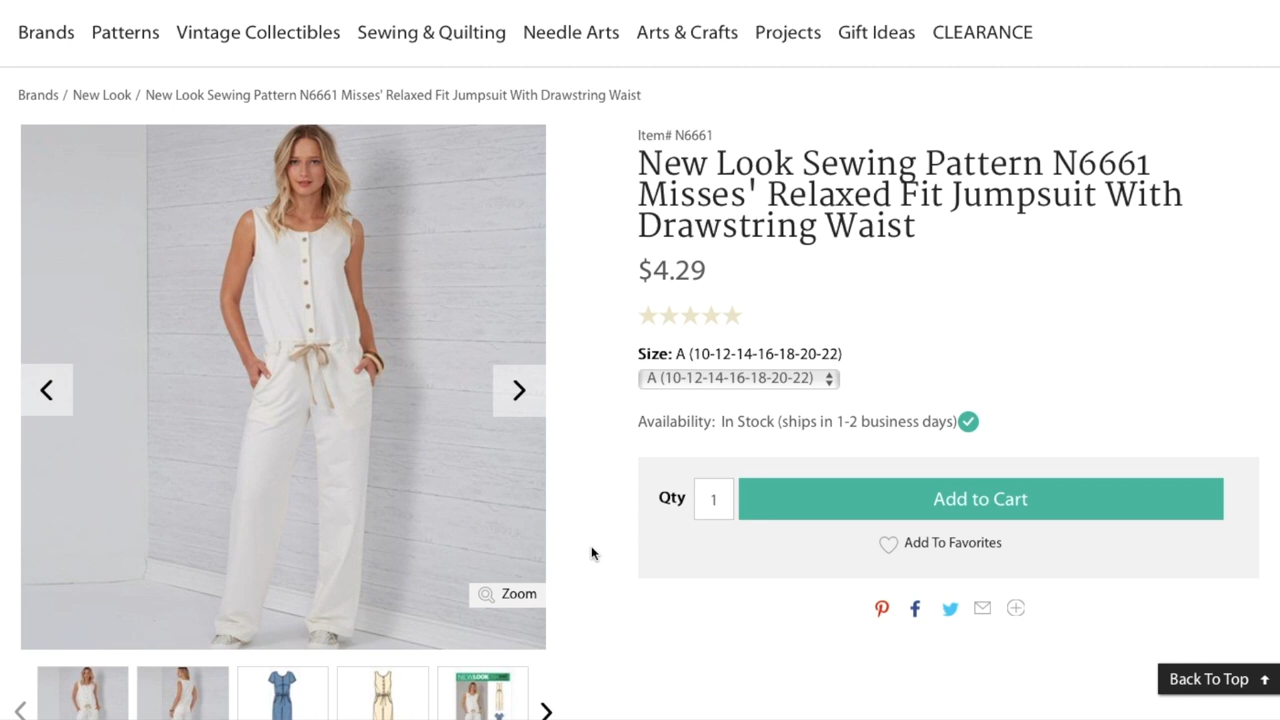 Brands Patterns Vintage Collectibles Sewing & Quilting Needle Arts Arts & Crafts Projects Gift Ideas CLEARANCE
Brands / New Look / New Look Sewing Pattern N6661 Misses' Relaxed Fit Jumpsuit With Drawstring Waist
Item# N6661
New Look Sewing Pattern N6661
Misses' Relaxed Fit Jumpsuit With
Drawstring Waist
$4.29
Size: A (10-12-14-16-18-20-22)
A (10-12-14-16-18-20-22)
Availability: In Stock (ships in 1-2 business days)
Qty 1 Add to Cart
Add To Favorites
Zoom
Back To Top
NEW LOOK